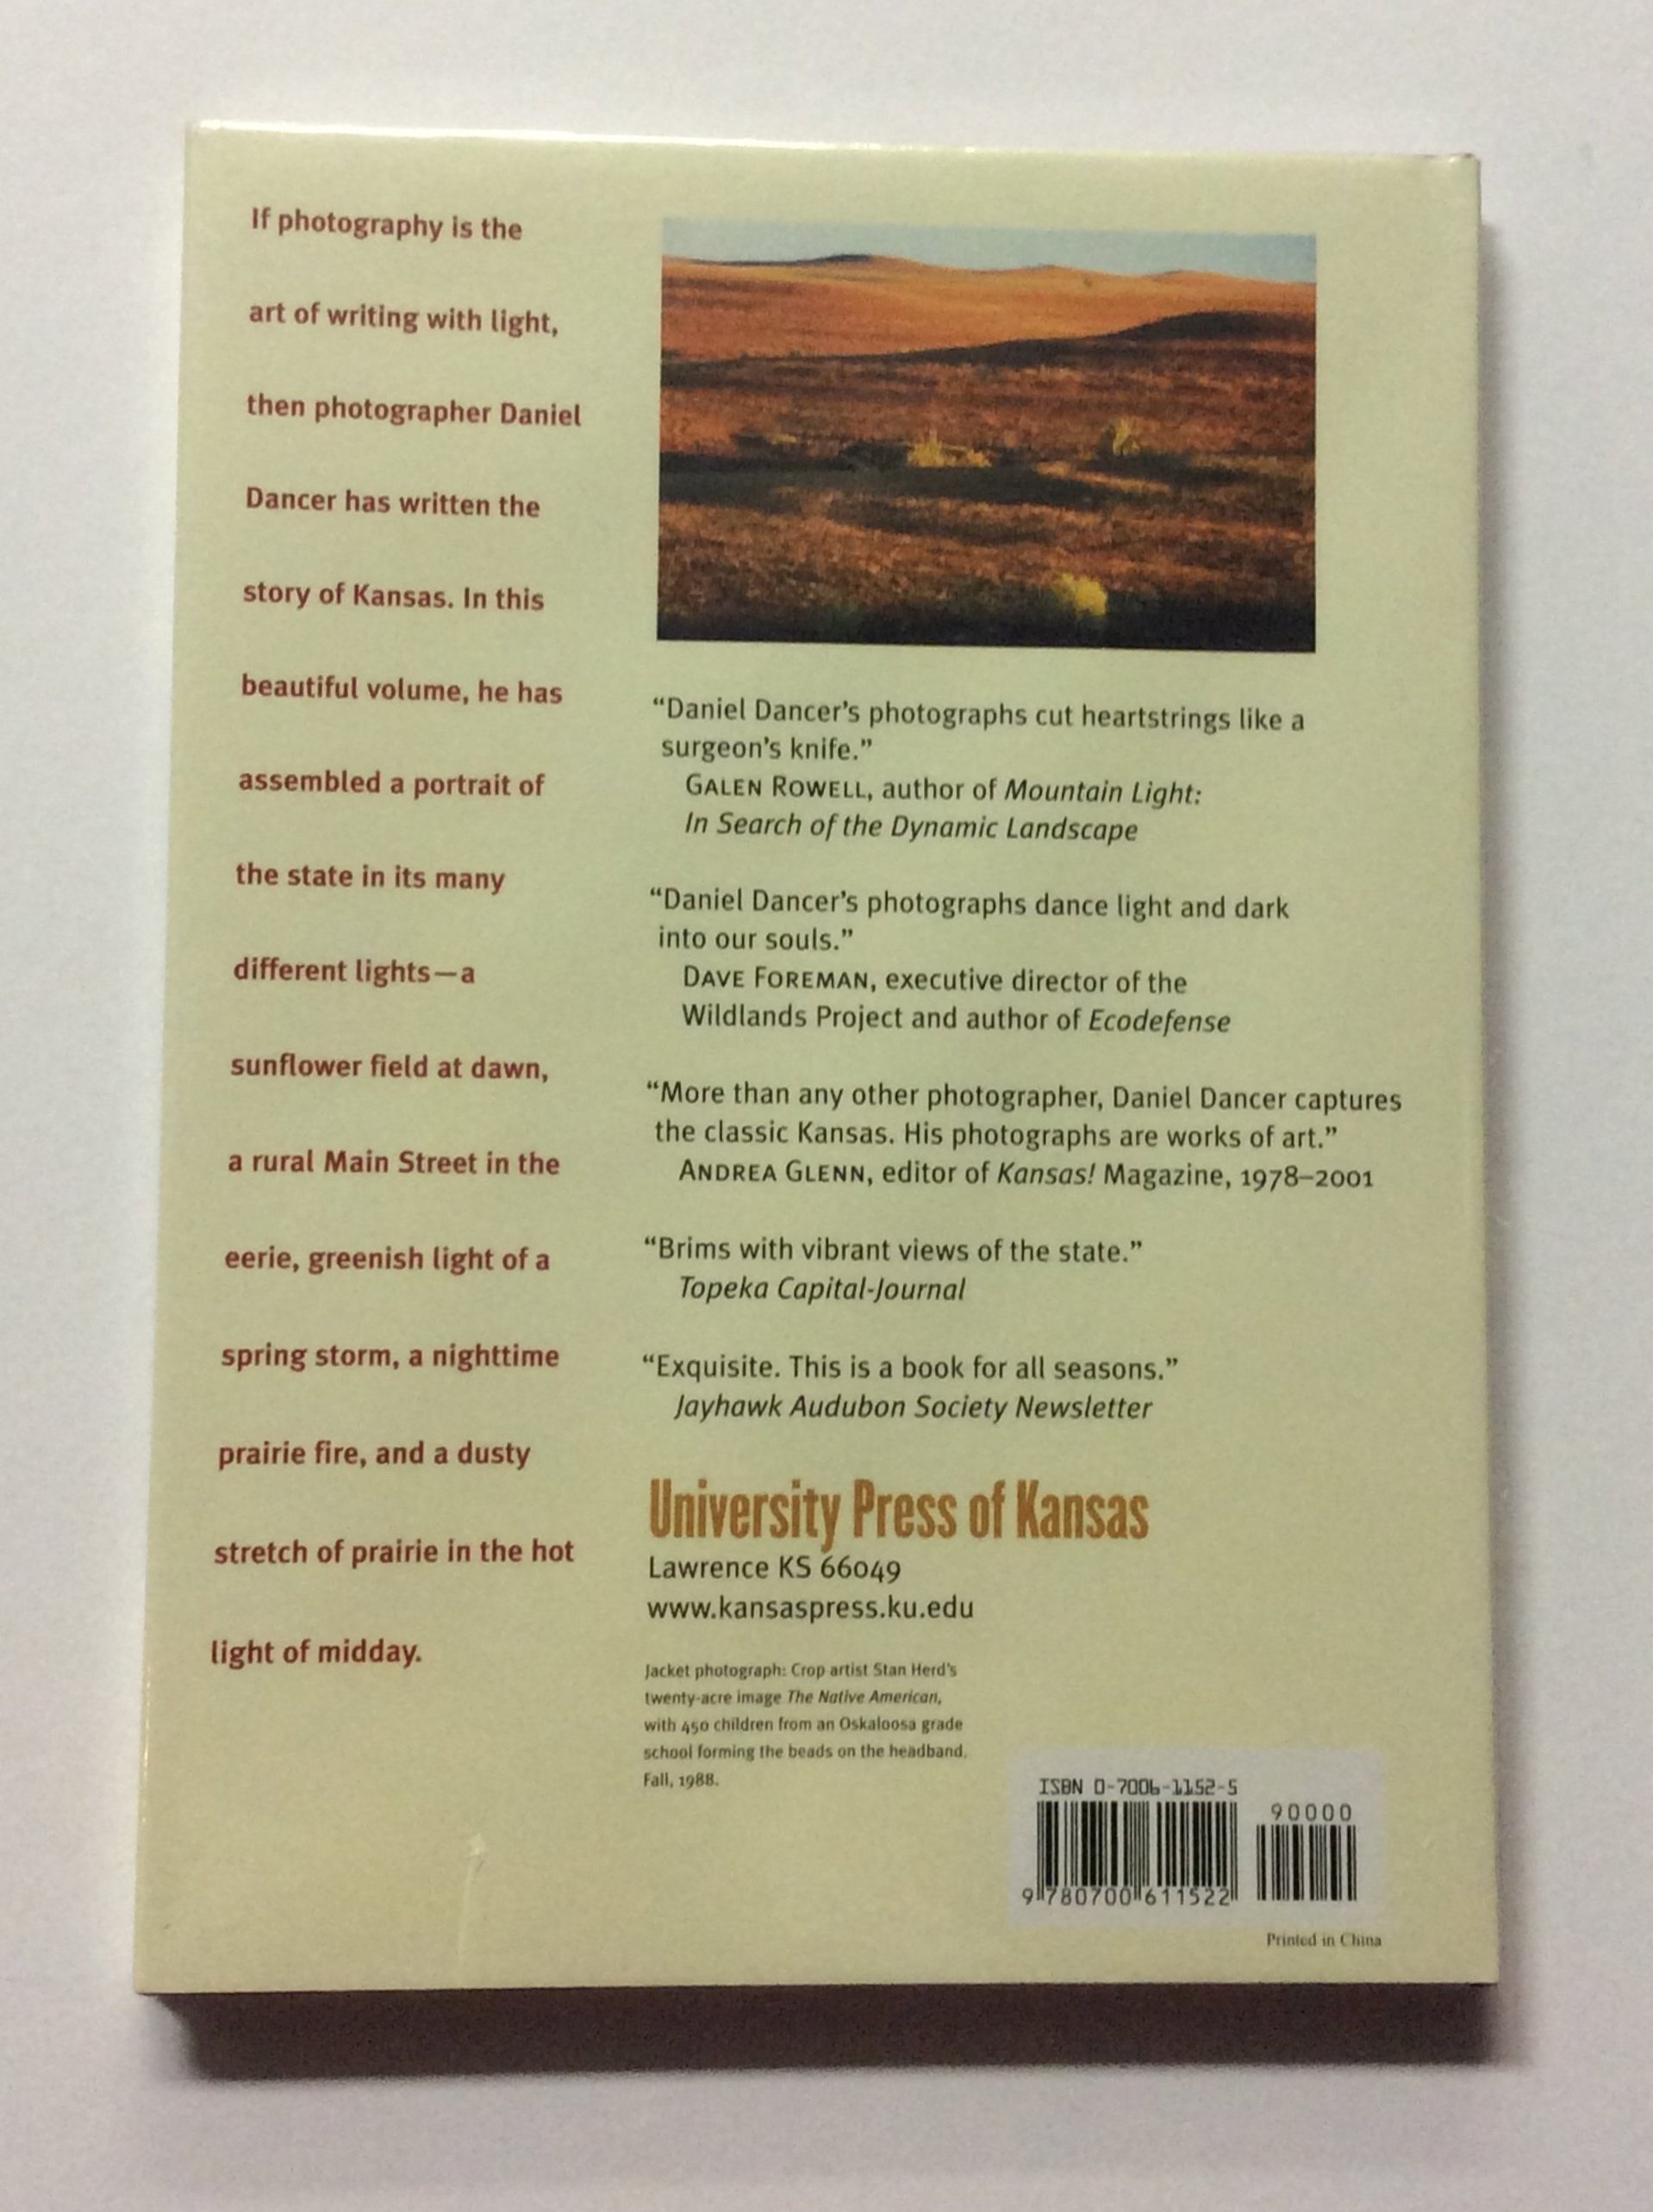 If photography is the
art of writing with light,
then photographer Daniel
Dancer has written the
story of Kansas. In this
beautiful volume, he has
assembled a portrait of
the state in its many
different lights—a
sunflower field at dawn,
a rural Main Street in the
eerie, greenish light of a
spring storm, a nighttime
prairie fire, and a dusty
stretch of prairie in the hot
light of midday.
“Daniel Dancer’s photographs cut heartstrings like a
surgeon’s knife.”
GALEN ROWELL, author of Mountain Light:
In Search of the Dynamic Landscape
“Daniel Dancer’s photographs dance light and dark
into our souls.”
DAVE FOREMAN, executive director of the
Wildlands Project and author of Ecodefense
“More than any other photographer, Daniel Dancer captures
the classic Kansas. His photographs are works of art.”
ANDREA GLENN, editor of Kansas! Magazine, 1978–2001
“Brims with vibrant views of the state.”
Topeka Capital-Journal
“Exquisite. This is a book for all seasons.”
Jayhawk Audubon Society Newsletter
University Press of Kansas
Lawrence KS 66049
www.kansaspress.ku.edu
Jacket photograph: Crop artist Stan Herd’s
twenty-acre image The Native American,
with 450 children from an Oskaloosa grade
school forming the beads on the headband.
Fall, 1988.
ISBN 0-7006-1152-5
90000
9 780700 611522
Printed in China